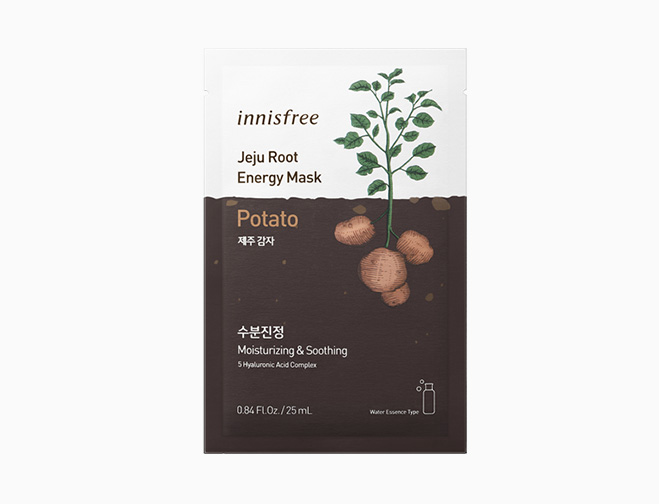 innisfree
Jeju Root
Energy Mask
Potato
제주 감자
수분진정
Moisturizing & Soothing
5 Hyaluronic Acid Complex
0.84 Fl.Oz. / 25 mL
Water Essence Type